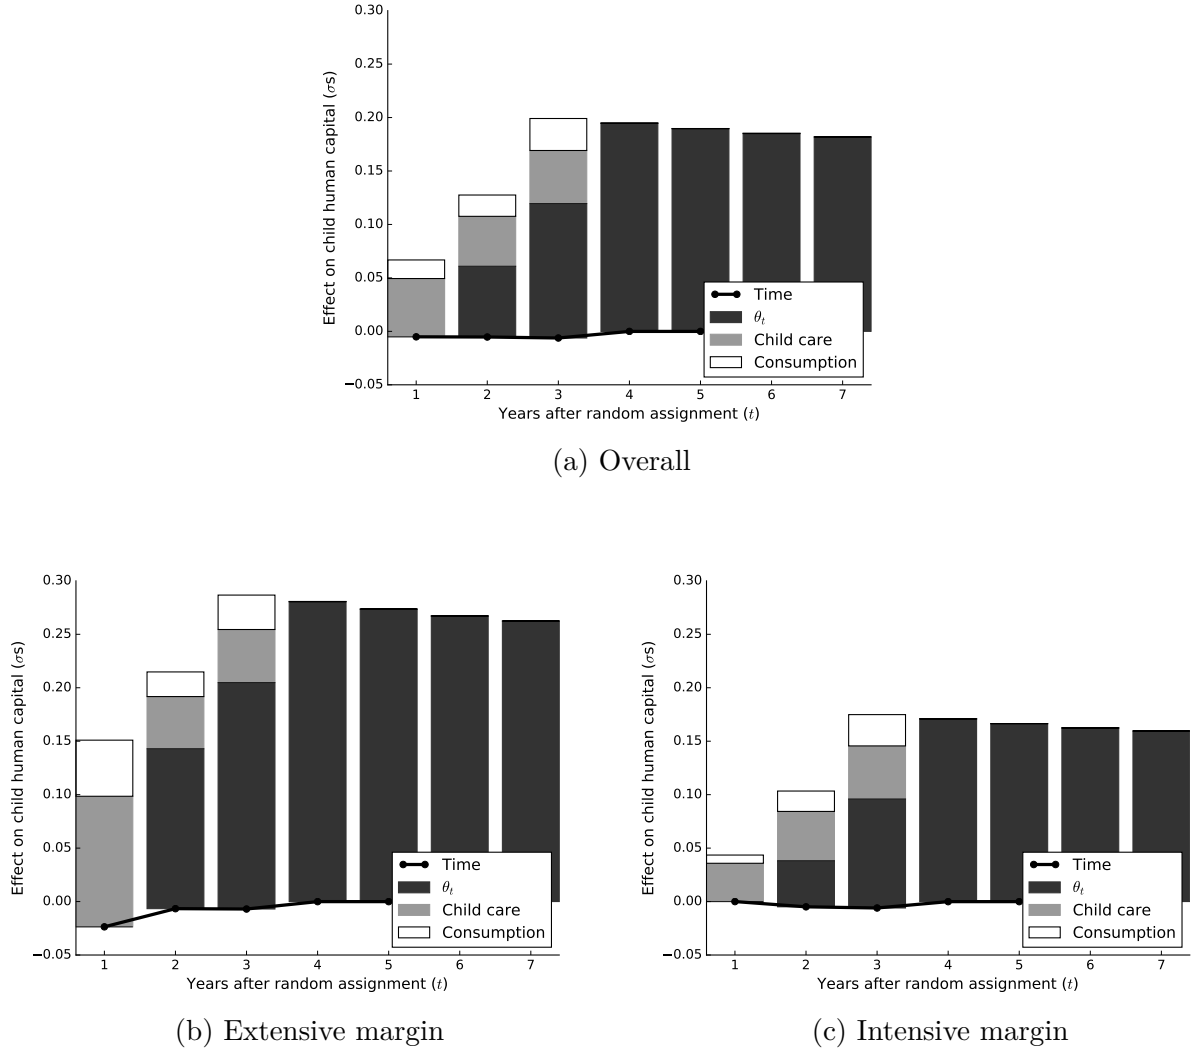 0.30
0.25
0.20
0.15
0.10
0.05
0.00
−0.05
Effect on child human capital (σs)
Time
θt
Child care
Consumption
1 2 3 4 5 6 7
Years after random assignment (t)
(a) Overall
0.30
0.25
0.20
0.15
0.10
0.05
0.00
−0.05
Effect on child human capital (σs)
Time
θt
Child care
Consumption
1 2 3 4 5 6 7
Years after random assignment (t)
(b) Extensive margin
0.30
0.25
0.20
0.15
0.10
0.05
0.00
−0.05
Effect on child human capital (σs)
Time
θt
Child care
Consumption
1 2 3 4 5 6 7
Years after random assignment (t)
(c) Intensive margin